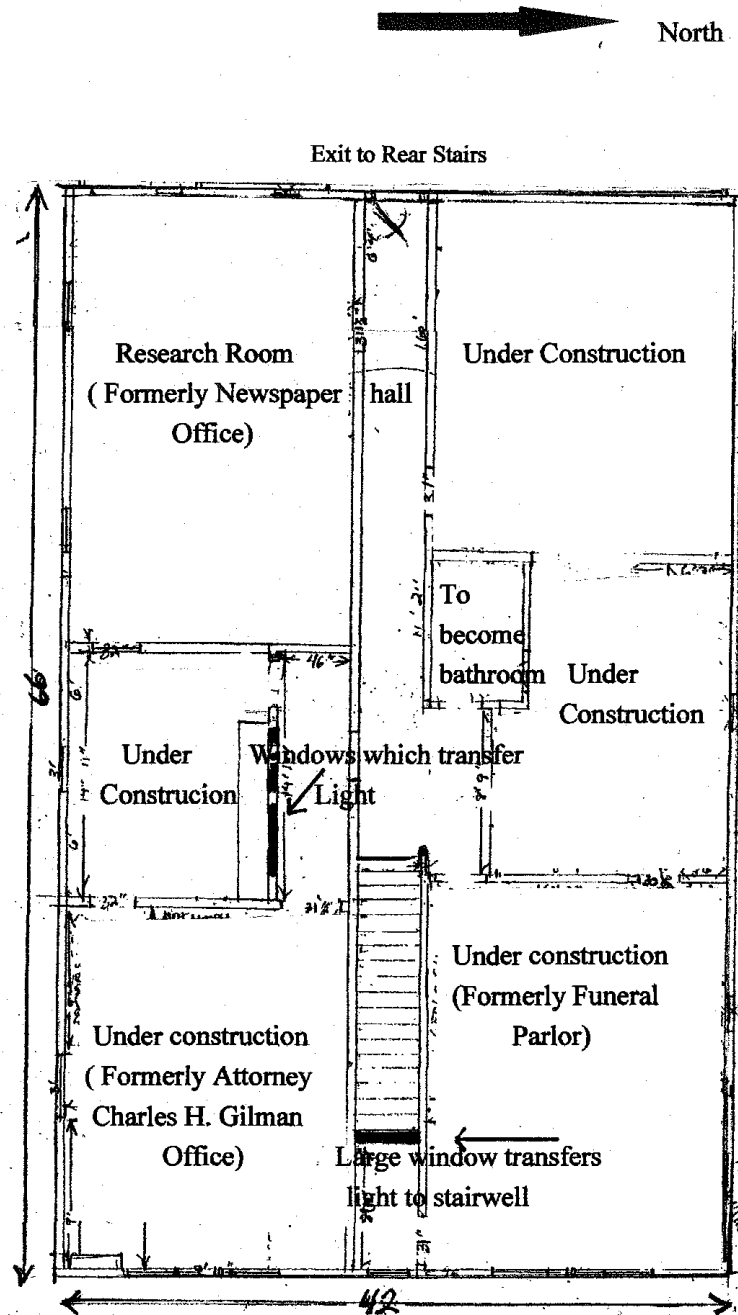 North
Exit to Rear Stairs
Research Room
( Formerly Newspaper
Office)
hall
Under Construction
To
become
bathroom
Under
Construction
Under
Construcion
Windows which transfer
Light
66'
46"
Under construction
(Formerly Funeral
Parlor)
Under construction
( Formerly Attorney
Charles H. Gilman
Office)
Large window transfers
light to stairwell
42